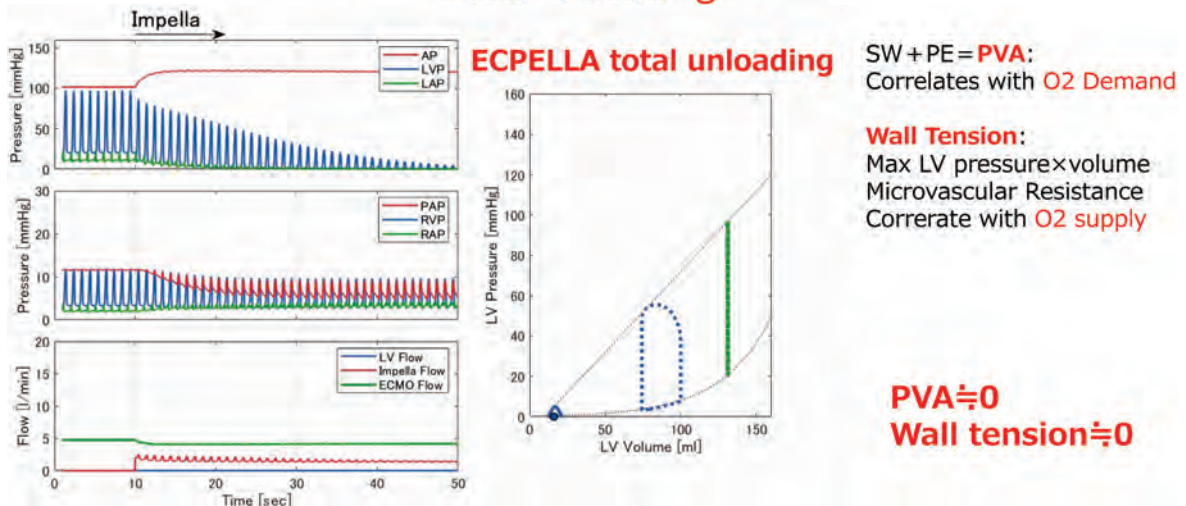 Impella
ECPELLA total unloading
Pressure [mmHg]
150
100
50
0
AP
LVP
LAP
Pressure [mmHg]
30
20
10
0
PAP
RVP
RAP
Flow [l/min]
20
15
10
5
0
LV Flow
Impella Flow
ECMO Flow
0 10 20 30 40 50
Time [sec]
LV Pressure [mmHg]
160
140
120
100
80
60
40
20
0
0 50 100 150
LV Volume [ml]
SW+PE=PVA:
Correlates with O2 Demand
Wall Tension:
Max LV pressure×volume
Microvascular Resistance
Correrate with O2 supply
PVA≒0
Wall tension≒0